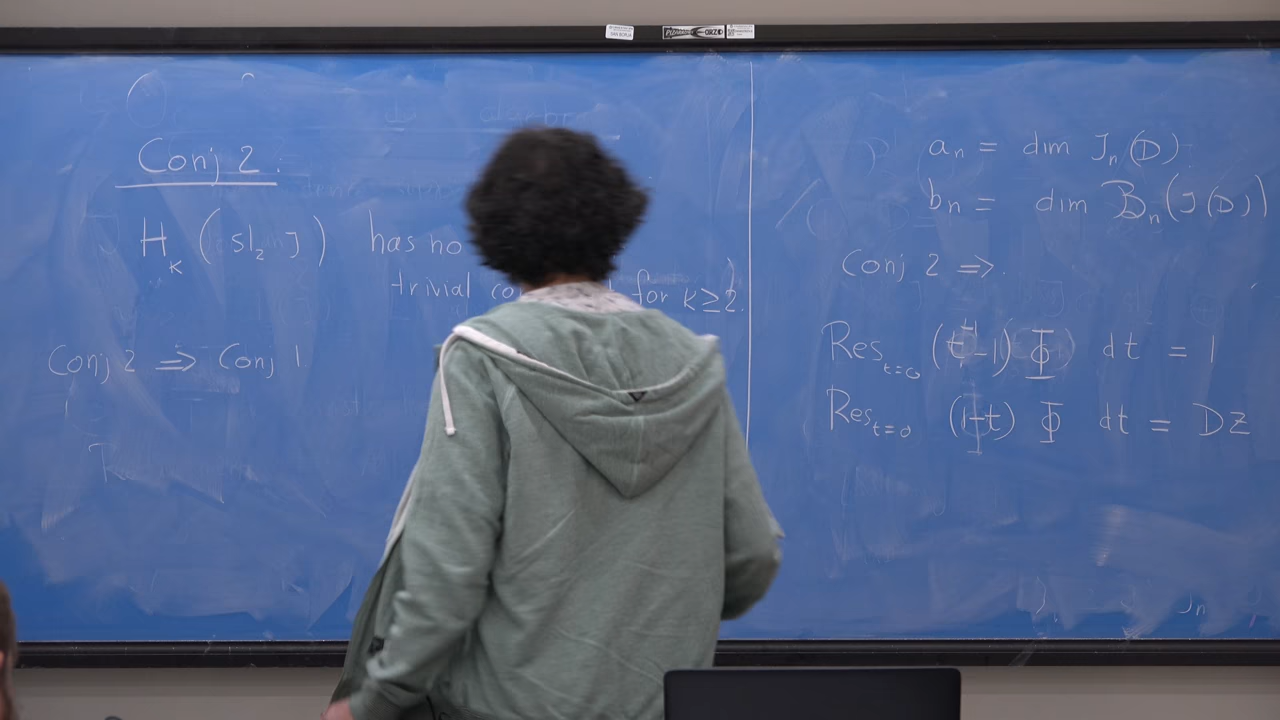 Conj 2.
H_K (sl_2 J) has no
trivial co for K ≥ 2.
Conj 2 ⇒ Conj 1
a_n = dim J_n(D)
b_n = dim B_n(J(D))
Conj 2 ⇒
Res_{t=0} (t^{-1}-1) Φ dt = 1
Res_{t=0} (1-t) Φ dt = Dz
J_n